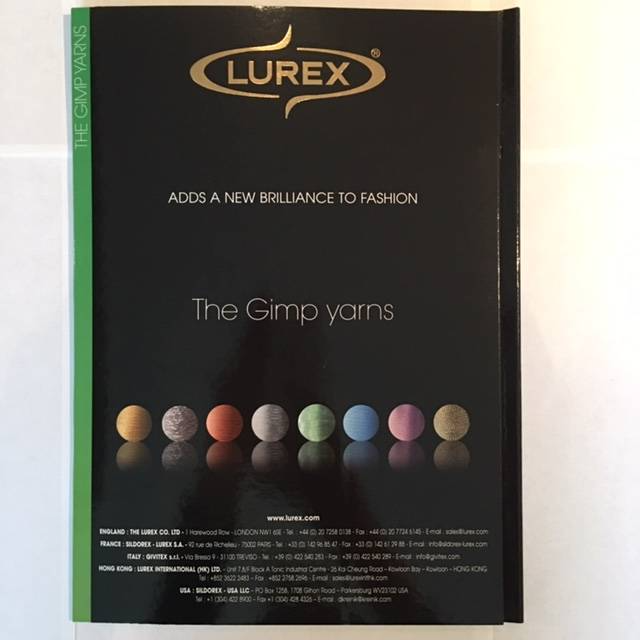 THE GIMP YARNS
LUREX®
ADDS A NEW BRILLIANCE TO FASHION
The Gimp yarns
www.lurex.com
ENGLAND : THE LUREX CO. LTD - 1 Harewood Row - LONDON NW1 6SE - Tel : +44 (0) 20 7258 0138 - Fax : +44 (0) 20 7724 6145 - E-mail : sales@lurex.com
FRANCE : SILDOREX - LUREX S.A. - 92 rue de Richelieu - 75002 PARIS - Tel : +33 (0) 142 96 85 47 - Fax : +33 (0) 142 61 29 88 - E-mail : info@sildorex-lurex.com
ITALY : GIVITEX s.r.l. - Via Bressa 9 - 31100 TREVISO - Tel : +39 (0) 422 540 283 - Fax : +39 (0) 422 540 289 - E-mail : info@givitex.com
HONG KONG : LUREX INTERNATIONAL (HK) LTD. - Unit 7,6/F Block A Tonic Industrial Centre - 26 Kai Cheung Road - Kowloon Bay - Kowloon - HONG KONG
Tel : +852 3622 2483 - Fax : +852 2758 2696 - E-mail : sales@lurexinthk.com
USA : SILDOREX - USA LLC - PO Box 1258, 1708 Gihon Road - Parkersburg WV23102 USA
Tel : +1 (304) 422 8900 - Fax +1 (304) 428 4326 - E-mail : dkreinik@kreinik.com